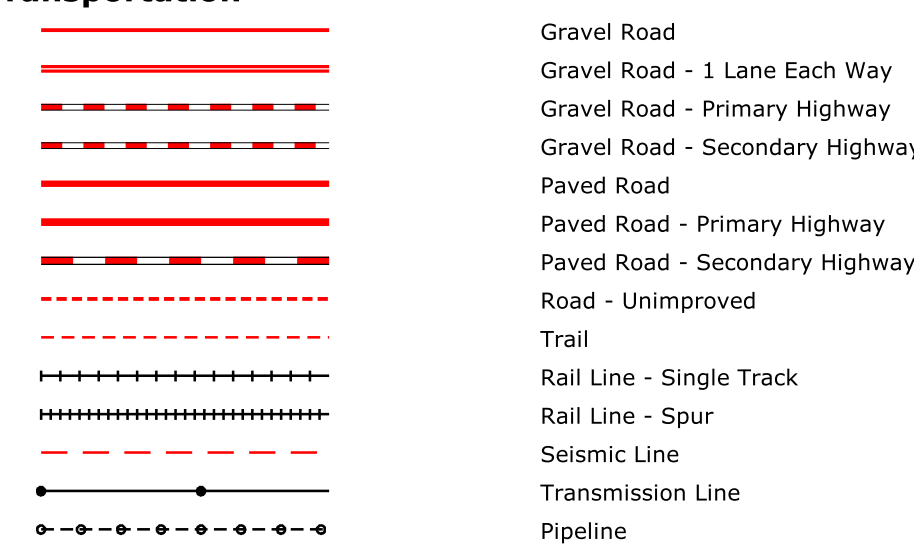 Transportation
Gravel Road
Gravel Road - 1 Lane Each Way
Gravel Road - Primary Highway
Gravel Road - Secondary Highway
Paved Road
Paved Road - Primary Highway
Paved Road - Secondary Highway
Road - Unimproved
Trail
Rail Line - Single Track
Rail Line - Spur
Seismic Line
Transmission Line
Pipeline